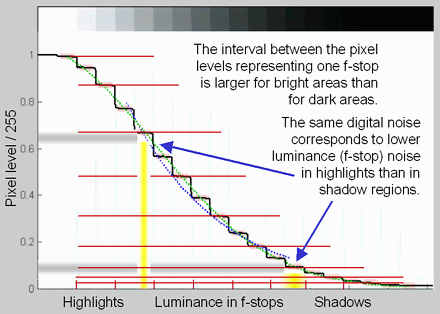 The interval between the pixel
levels representing one f-stop
is larger for bright areas than
for dark areas.
The same digital noise
corresponds to lower
luminance (f-stop) noise
in highlights than in
shadow regions.
Pixel level / 255
1
0.8
0.6
0.4
0.2
0
Highlights Luminance in f-stops Shadows